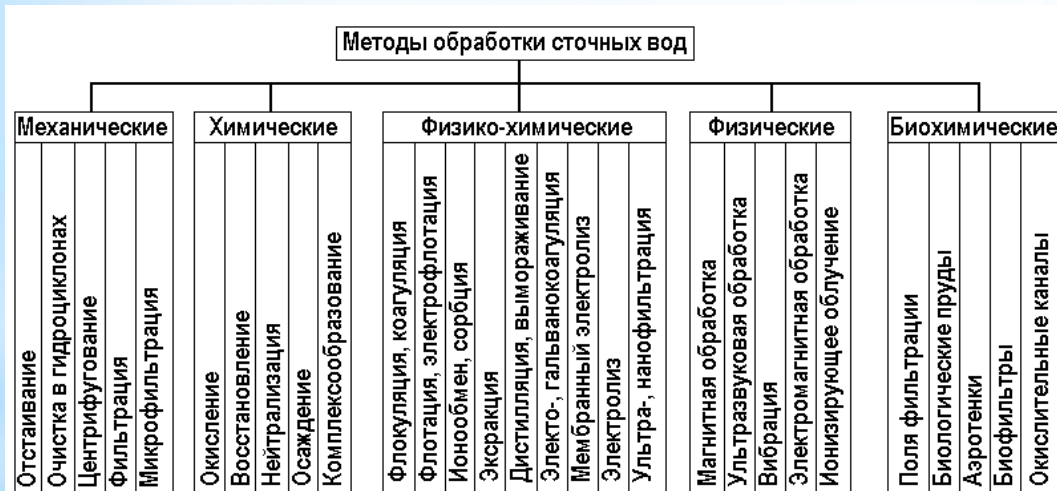 Методы обработки сточных вод
Механические
Отстаивание
Очистка в гидроциклонах
Центрифугование
Фильтрация
Микрофильтрация
Химические
Окисление
Восстановление
Нейтрализация
Осаждение
Комплексообразование
Физико-химические
Флокуляция, коагуляция
Флотация, электрофлотация
Ионообмен, сорбция
Эксракция
Дистилляция, вымораживание
Электо-, гальванокоагуляция
Мембранный электролиз
Электролиз
Ультра-, нанофильтрация
Физические
Магнитная обработка
Ультразвуковая обработка
Вибрация
Электромагнитная обработка
Ионизирующее облучение
Биохимические
Поля фильтрации
Биологические пруды
Аэротенки
Биофильтры
Окислительные каналы